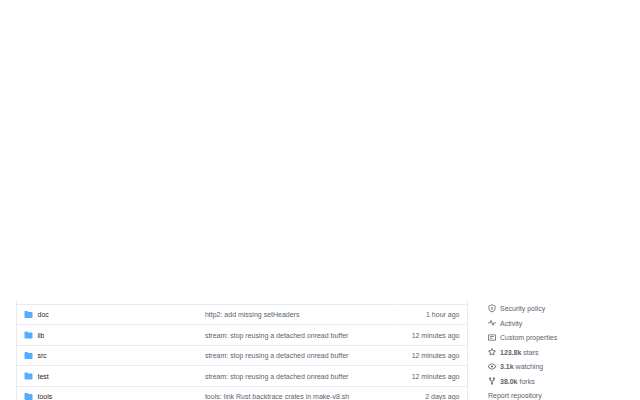 doc http2: add missing setHeaders 1 hour ago
lib stream: stop reusing a detached onread buffer 12 minutes ago
src stream: stop reusing a detached onread buffer 12 minutes ago
test stream: stop reusing a detached onread buffer 12 minutes ago
tools tools: link Rust backtrace crates in make-v8.sh 2 days ago
Security policy
Activity
Custom properties
123.8k stars
3.1k watching
38.0k forks
Report repository